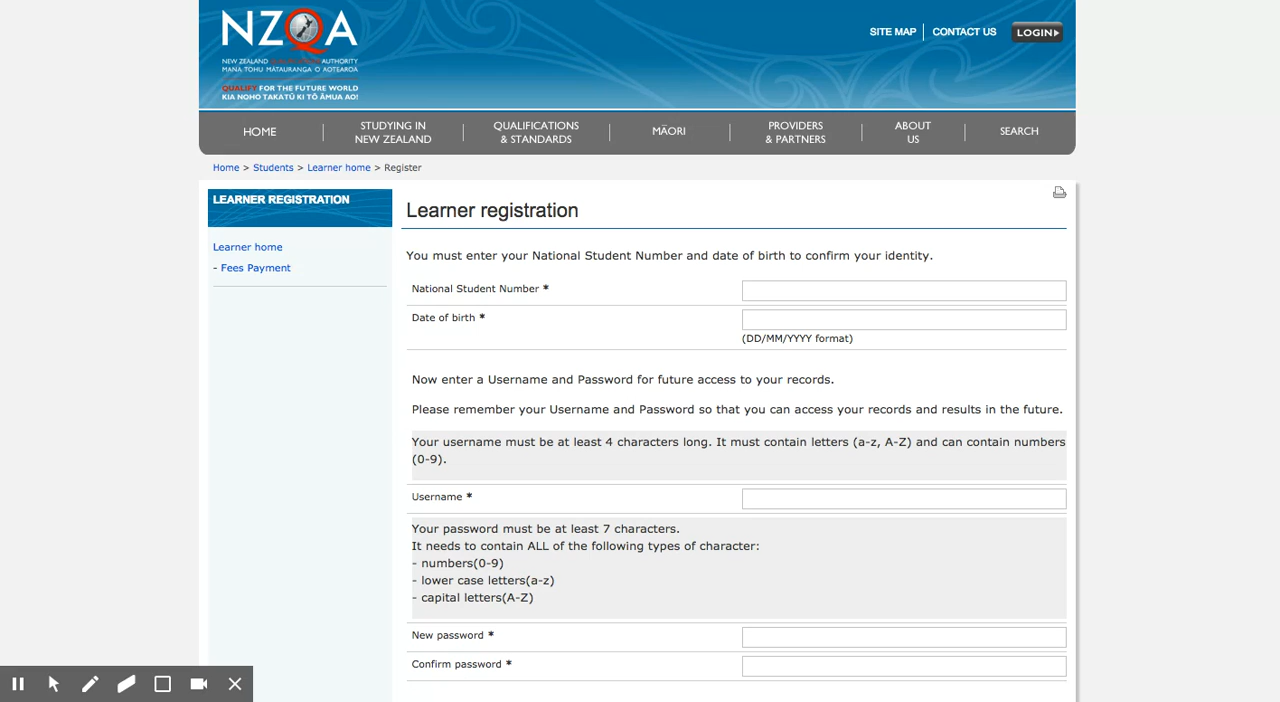 NZQA
NEW ZEALAND QUALIFICATIONS AUTHORITY
MANA TOHU MĀTAURANGA O AOTEAROA
QUALIFY FOR THE FUTURE WORLD
KIA NOHO TAKATŪ KI TŌ ĀMUA AO!
SITE MAP CONTACT US LOGIN
HOME
STUDYING IN
NEW ZEALAND
QUALIFICATIONS
& STANDARDS
MĀORI
PROVIDERS
& PARTNERS
ABOUT
US
SEARCH
Home > Students > Learner home > Register
LEARNER REGISTRATION
Learner home
- Fees Payment
Learner registration
You must enter your National Student Number and date of birth to confirm your identity.
National Student Number *
Date of birth *
(DD/MM/YYYY format)
Now enter a Username and Password for future access to your records.
Please remember your Username and Password so that you can access your records and results in the future.
Your username must be at least 4 characters long. It must contain letters (a-z, A-Z) and can contain numbers
(0-9).
Username *
Your password must be at least 7 characters.
It needs to contain ALL of the following types of character:
- numbers(0-9)
- lower case letters(a-z)
- capital letters(A-Z)
New password *
Confirm password *